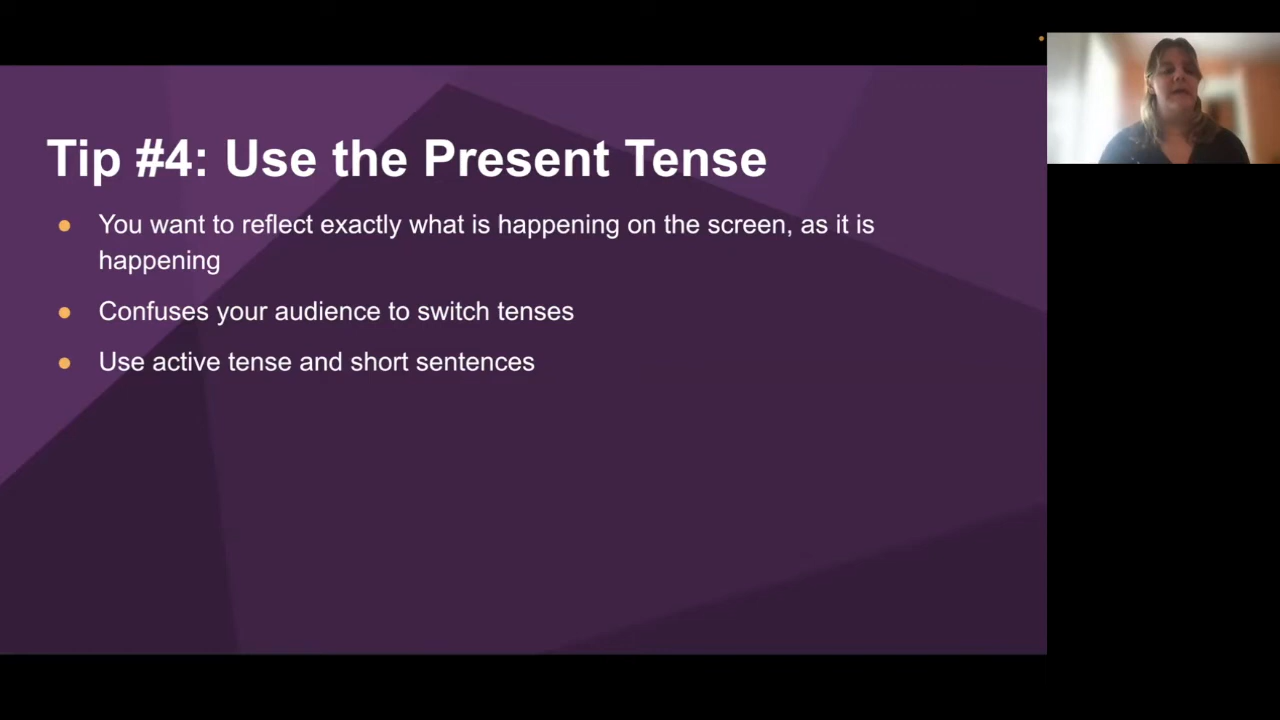 Tip #4: Use the Present Tense
● You want to reflect exactly what is happening on the screen, as it is
happening
● Confuses your audience to switch tenses
● Use active tense and short sentences